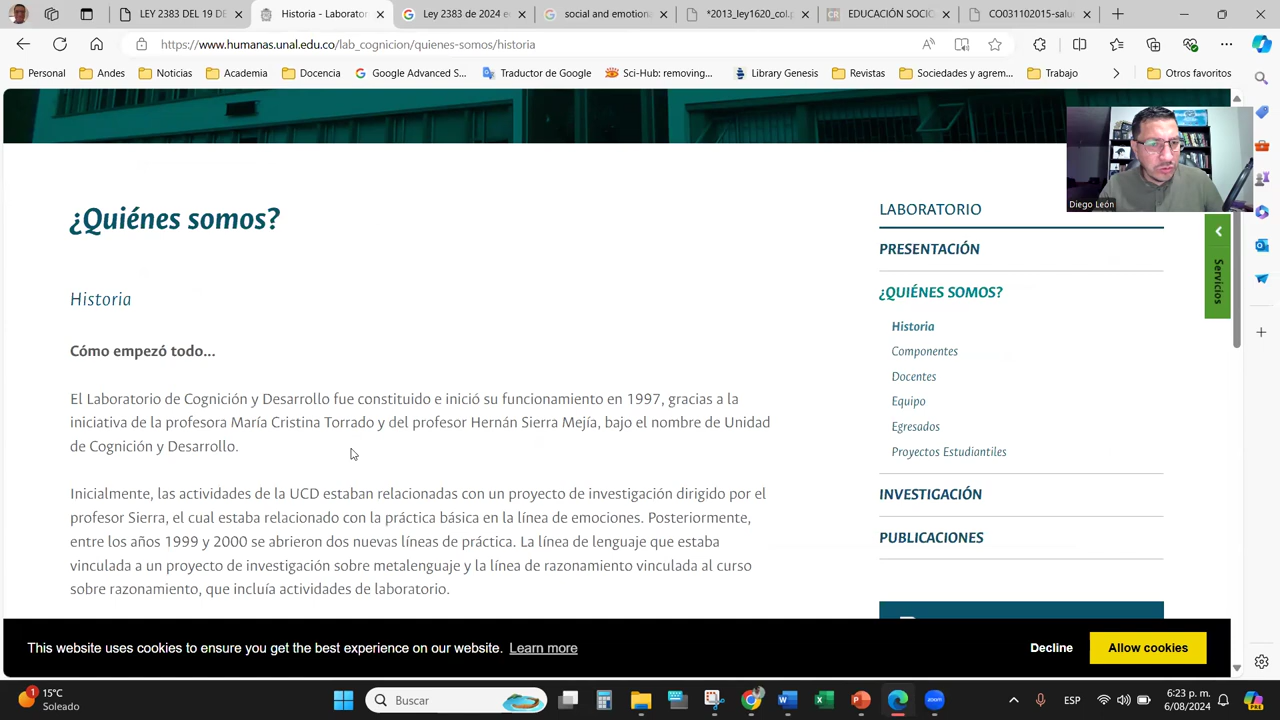 LEY 2383 DEL 19 DE
Historia - Laborator
Ley 2383 de 2024 e
social and emotiona
*2013_ley1620_col.p
EDUCACIÓN SOCIO
CO031102015-salu
https://www.humanas.unal.edu.co/lab_cognicion/quienes-somos/historia
Personal
Andes
Noticias
Academia
Docencia
Google Advanced S...
Traductor de Google
Sci-Hub: removing...
Library Genesis
Revistas
Sociedades y agrem...
Trabajo
Otros favoritos
Diego León
Servicios
¿Quiénes somos?
Historia
Cómo empezó todo...
El Laboratorio de Cognición y Desarrollo fue constituido e inició su funcionamiento en 1997, gracias a la
iniciativa de la profesora María Cristina Torrado y del profesor Hernán Sierra Mejía, bajo el nombre de Unidad
de Cognición y Desarrollo.
Inicialmente, las actividades de la UCD estaban relacionadas con un proyecto de investigación dirigido por el
profesor Sierra, el cual estaba relacionado con la práctica básica en la línea de emociones. Posteriormente,
entre los años 1999 y 2000 se abrieron dos nuevas líneas de práctica. La línea de lenguaje que estaba
vinculada a un proyecto de investigación sobre metalenguaje y la línea de razonamiento vinculada al curso
sobre razonamiento, que incluía actividades de laboratorio.
LABORATORIO
PRESENTACIÓN
¿QUIÉNES SOMOS?
Historia
Componentes
Docentes
Equipo
Egresados
Proyectos Estudiantiles
INVESTIGACIÓN
PUBLICACIONES
This website uses cookies to ensure you get the best experience on our website. Learn more
Decline
Allow cookies
1
15°C
Soleado
Buscar
ESP
6:23 p. m.
6/08/2024